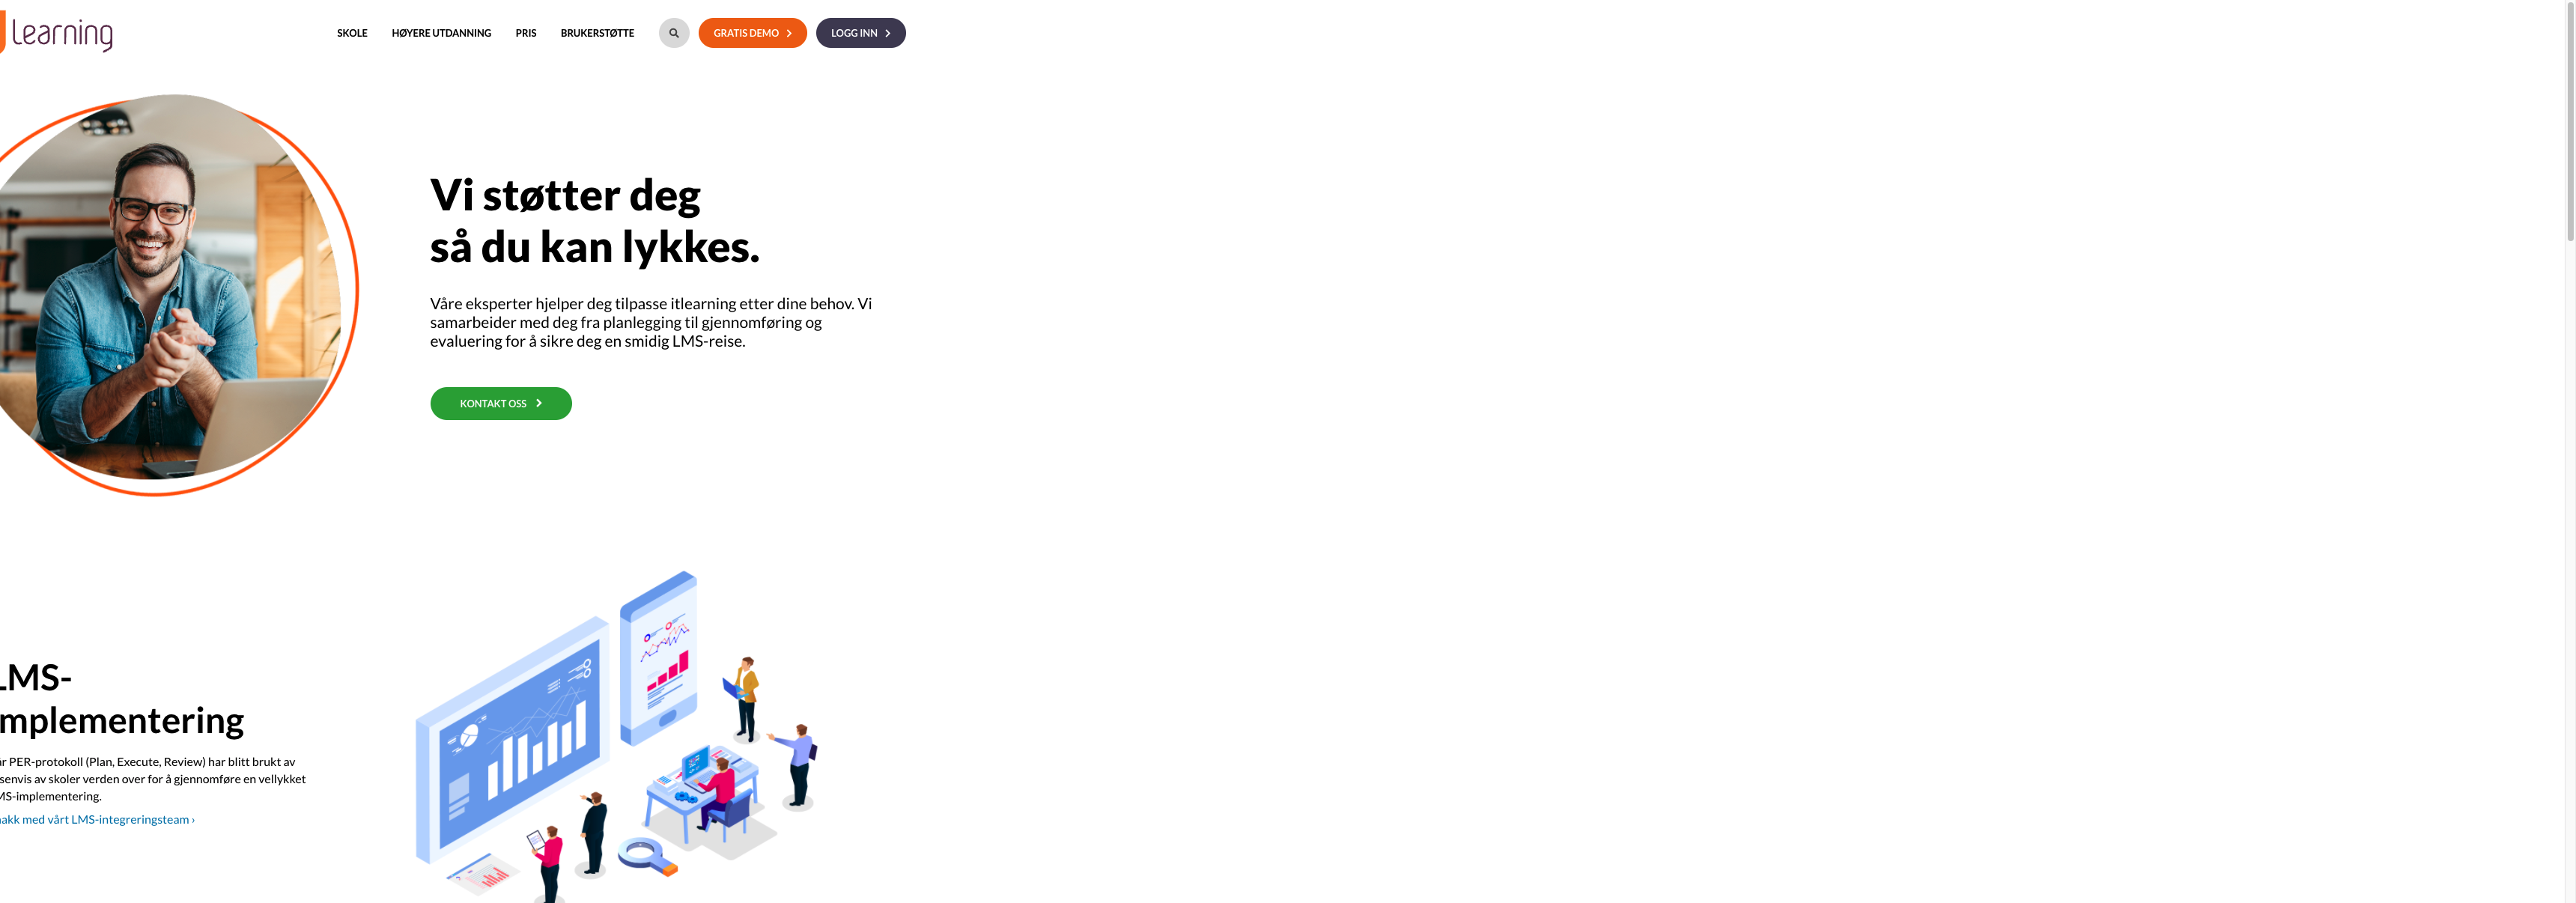 learning
SKOLE
HØYERE UTDANNING
PRIS
BRUKERSTØTTE
GRATIS DEMO
LOGG INN
Vi støtter deg
så du kan lykkes.
Våre eksperter hjelper deg tilpasse itlearning etter dine behov. Vi
samarbeider med deg fra planlegging til gjennomføring og
evaluering for å sikre deg en smidig LMS-reise.
KONTAKT OSS
LMS-
mplementering
r PER-protokoll (Plan, Execute, Review) har blitt brukt av
senvis av skoler verden over for å gjennomføre en vellykket
MS-implementering.
akk med vårt LMS-integreringsteam ›